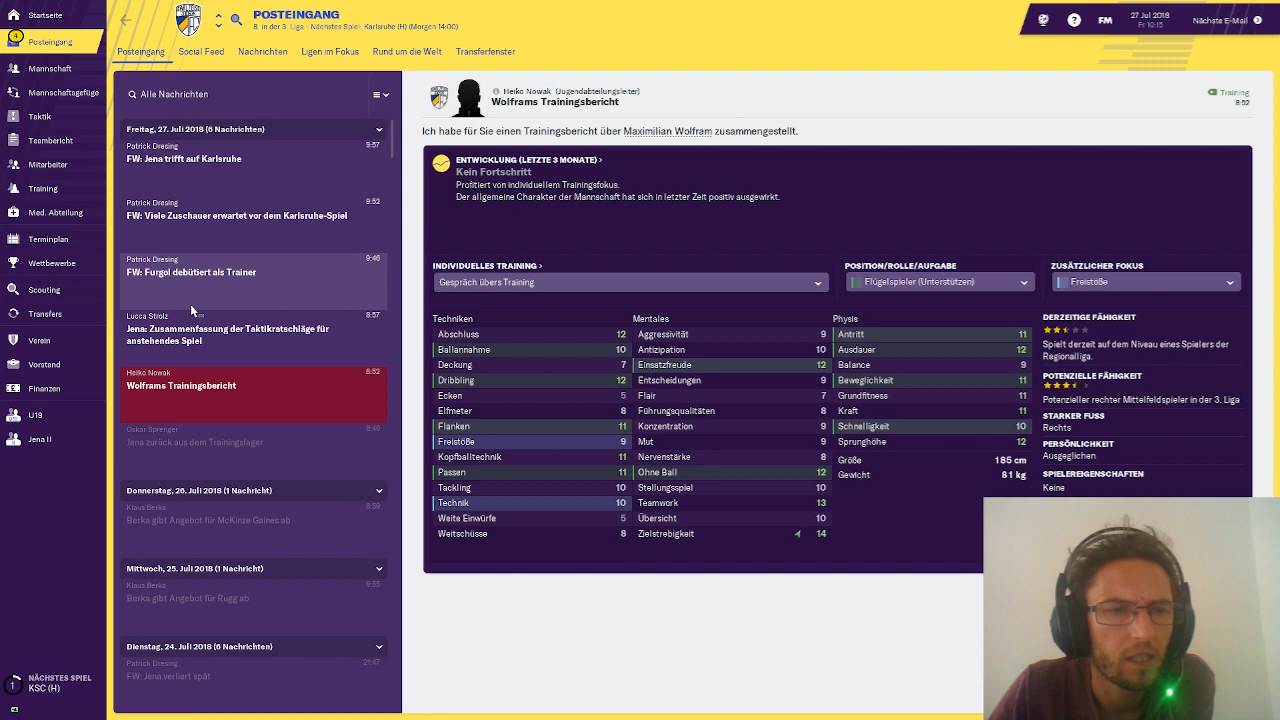 Startseite
4
Posteingang
Mannschaft
Mannschaftsgefüge
Taktik
Teambericht
Mitarbeiter
Training
Med. Abteilung
Terminplan
Wettbewerbe
Scouting
Transfers
Verein
Vorstand
Finanzen
U19
Jena II
1
NÄCHSTES SPIEL
KSC (H)
POSTEINGANG
8. in der 3. Liga - Nächstes Spiel: Karlsruhe (H) (Morgen 14:00)
FM
27 Jul 2018
Fr 10:15
Nächste E-Mail
Posteingang Social Feed Nachrichten Ligen im Fokus Rund um die Welt Transferfenster
Alle Nachrichten
Freitag, 27. Juli 2018 (6 Nachrichten)
Patrick Dresing 9:57
FW: Jena trifft auf Karlsruhe
Patrick Dresing 9:52
FW: Viele Zuschauer erwartet vor dem Karlsruhe-Spiel
Patrick Dresing 9:46
FW: Furgol debütiert als Trainer
Lucca Strolz 8:57
Jena: Zusammenfassung der Taktikratschläge für
anstehendes Spiel
Heiko Nowak 8:52
Wolframs Trainingsbericht
Oskar Sprenger 8:46
Jena zurück aus dem Trainingslager
Donnerstag, 26. Juli 2018 (1 Nachricht)
Klaus Berka 8:59
Berka gibt Angebot für McKinze Gaines ab
Mittwoch, 25. Juli 2018 (1 Nachricht)
Klaus Berka 8:55
Berka gibt Angebot für Rugg ab
Dienstag, 24. Juli 2018 (6 Nachrichten)
Patrick Dresing 21:47
FW: Jena verliert spät
Heiko Nowak (Jugendabteilungsleiter)
Wolframs Trainingsbericht
Training
8:52
Ich habe für Sie einen Trainingsbericht über Maximilian Wolfram zusammengestellt.
ENTWICKLUNG (LETZTE 3 MONATE) >
Kein Fortschritt
Profitiert von individuellem Trainingsfokus.
Der allgemeine Charakter der Mannschaft hat sich in letzter Zeit positiv ausgewirkt.
INDIVIDUELLES TRAINING >
Gespräch übers Training
POSITION/ROLLE/AUFGABE
Flügelspieler (Unterstützen)
ZUSÄTZLICHER FOKUS
Freistöße
Techniken
Abschluss 12
Ballannahme 10
Deckung 7
Dribbling 12
Ecken 5
Elfmeter 8
Flanken 11
Freistöße 9
Kopfballtechnik 11
Passen 11
Tackling 10
Technik 10
Weite Einwürfe 5
Weitschüsse 8
Mentales
Aggressivität 9
Antizipation 10
Einsatzfreude 12
Entscheidungen 9
Flair 7
Führungsqualitäten 8
Konzentration 9
Mut 9
Nervenstärke 8
Ohne Ball 12
Stellungsspiel 10
Teamwork 13
Übersicht 10
Zielstrebigkeit 14
Physis
Antritt 11
Ausdauer 12
Balance 9
Beweglichkeit 11
Grundfitness 11
Kraft 11
Schnelligkeit 10
Sprunghöhe 12
Größe 185 cm
Gewicht 81 kg
DERZEITIGE FÄHIGKEIT
Spielt derzeit auf dem Niveau eines Spielers der
Regionalliga.
POTENZIELLE FÄHIGKEIT
Potenzieller rechter Mittelfeldspieler in der 3. Liga
STARKER FUSS
Rechts
PERSÖNLICHKEIT
Ausgeglichen
SPIELEREIGENSCHAFTEN
Keine